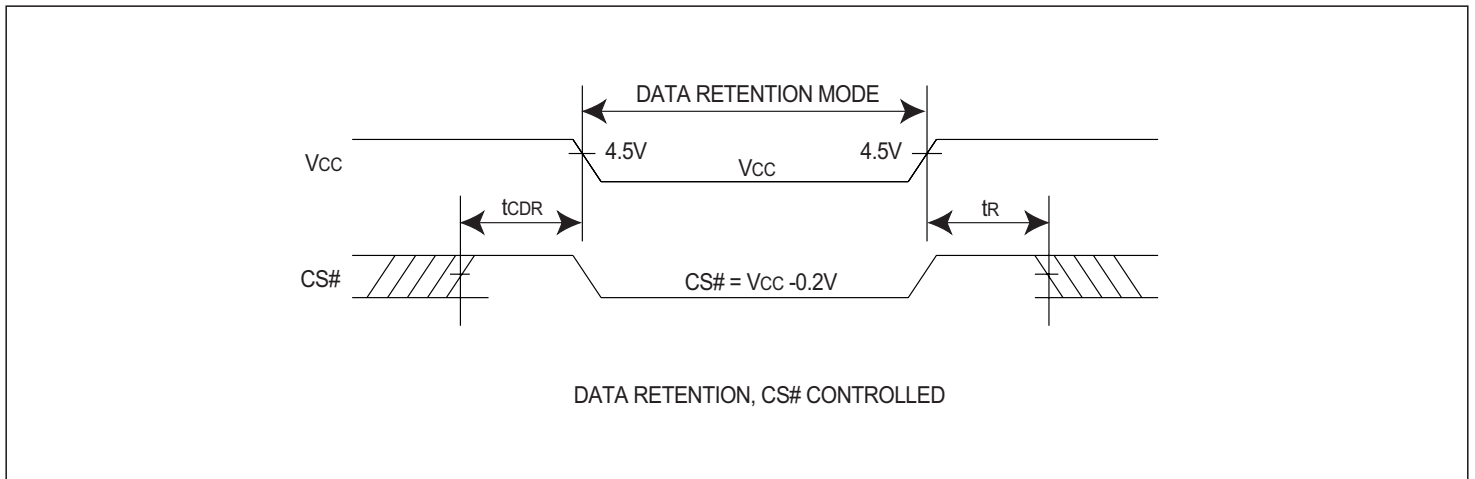 DATA RETENTION MODE
Vcc
4.5V
4.5V
Vcc
tCDR
tR
CS#
CS# = Vcc -0.2V
DATA RETENTION, CS# CONTROLLED